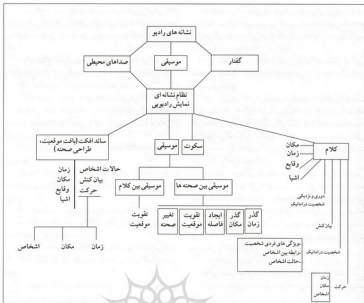 نشانه های رادیو
صداهای محیطی
موسیقی
گفتار
نظام نشانه ای
نمایش رادیویی
ساند افکت (بافت موقعیت،
طراحی صحنه)
موسیقی
سکوت
کلام
مکان
زمان
وقایع
اشیا
زمان
مکان
وقایع
اشیا
حالات اشخاص
بیان کنش
حرکت
اشخاص
مکان
زمان
موسیقی بین کلام
موسیقی بین صحنه ها
تقویت
موقعیت
تغییر
صحنه
تقویت
موقعیت
ایجاد
فاصله
گذر
مکان
گذر
زمان
ویژگی های فردی شخصیت-
رابطه بین اشخاص-
حالت اشخاص-
دوری و نزدیکی
شخصیت دراماتیک
بیان کنش
شخصیت دراماتیک
حرکت
زمان
مکان
اشخاص